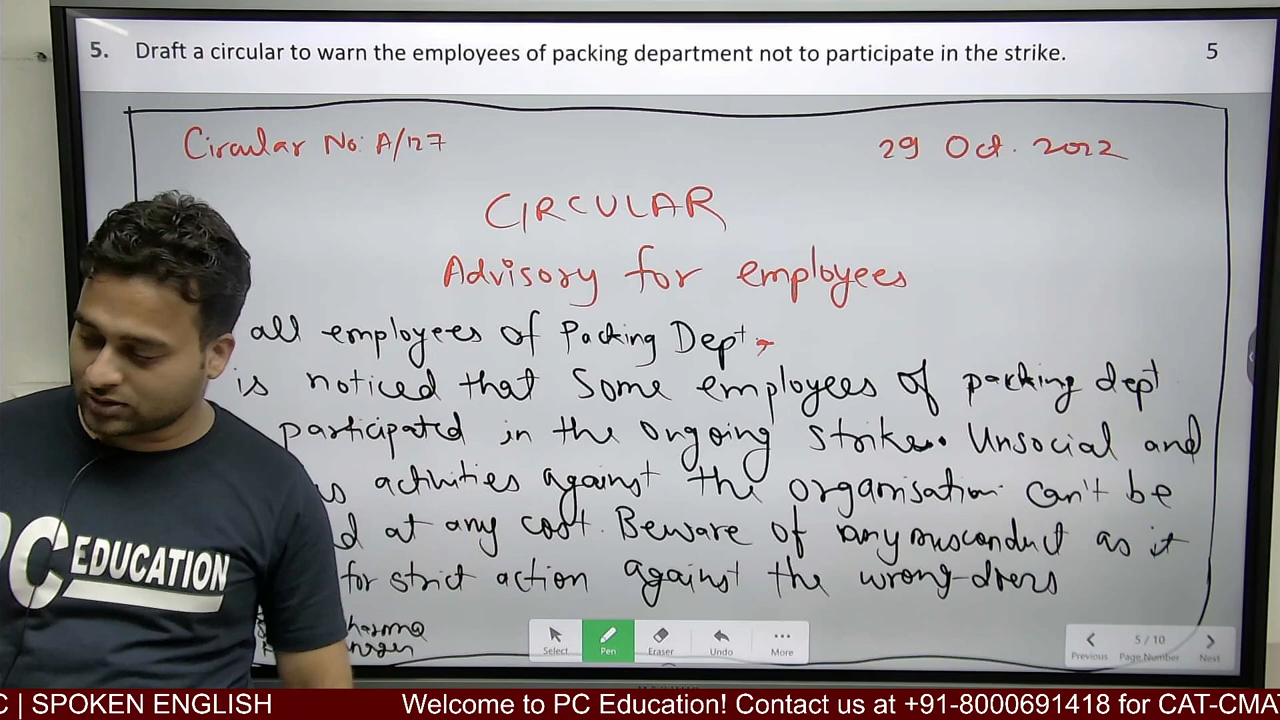 5. Draft a circular to warn the employees of packing department not to participate in the strike. 5
Circular No: A/127 29 Oct. 2022
CIRCULAR
Advisory for employees
all employees of Packing Dept,
is noticed that some employees of packing dept
participated in the ongoing strike. Unsocial and
activities against the organisation can't be
at any cost. Beware of any misconduct as it
for strict action against the wrong-doers
PC EDUCATION
Select Pen Eraser Undo More
5/10
Previous Page Number Next
C | SPOKEN ENGLISH Welcome to PC Education! Contact us at +91-8000691418 for CAT-CMA